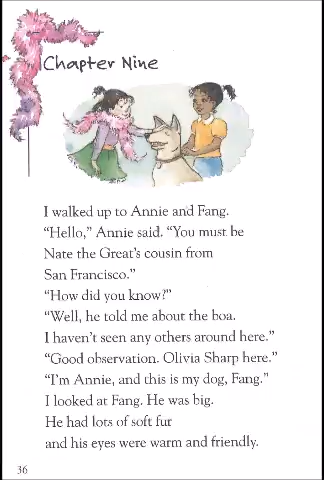 Chapter Nine
I walked up to Annie and Fang.
“Hello,” Annie said. “You must be
Nate the Great’s cousin from
San Francisco.”
“How did you know?”
“Well, he told me about the boa.
I haven’t seen any others around here.”
“Good observation. Olivia Sharp here.”
“I’m Annie, and this is my dog, Fang.”
I looked at Fang. He was big.
He had lots of soft fur
and his eyes were warm and friendly.
36